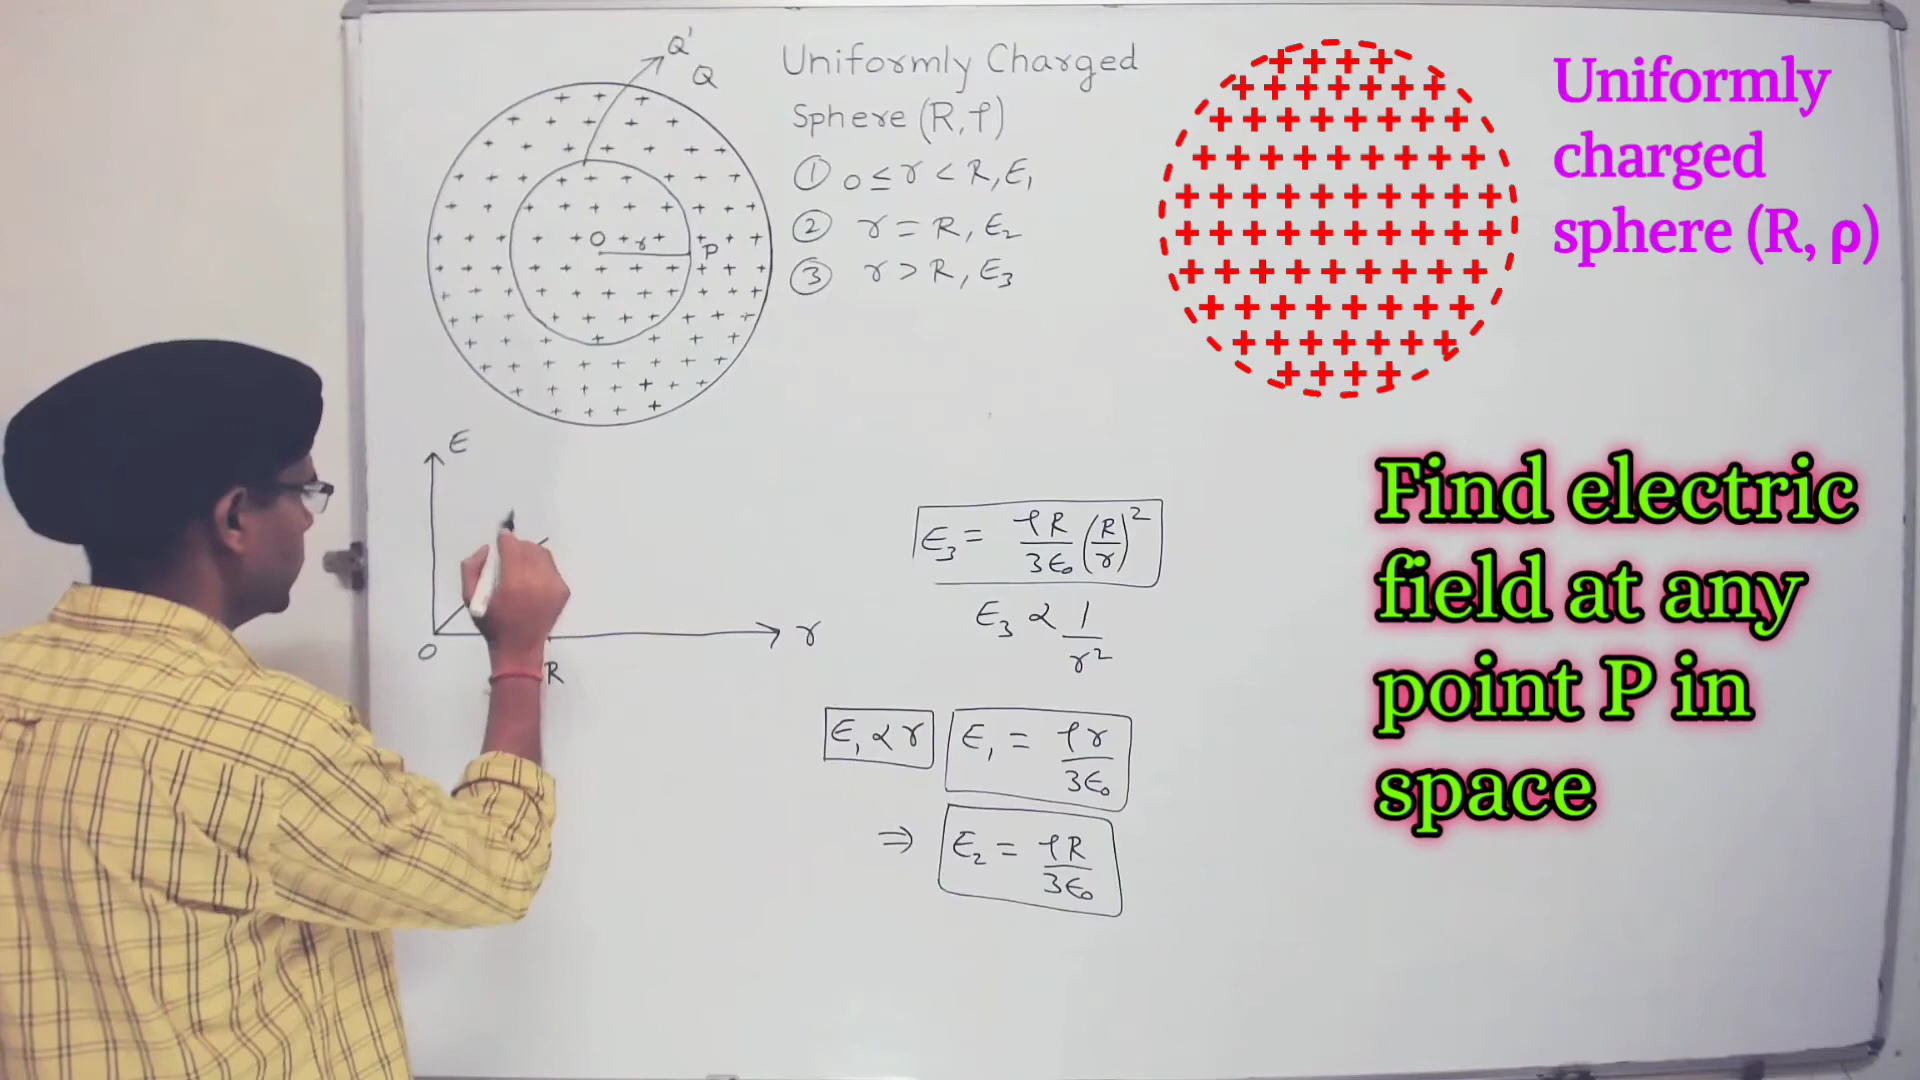 Q'
Q
Uniformly Charged
Sphere (R, ρ)
① 0 ≤ r < R, E₁
② r = R, E₂
③ r > R, E₃
O r P
E
O
R
r
E₃ = ρR/3ε₀ (R/r)²
E₃ ∝ 1/r²
E₁ ∝ r
E₁ = ρr/3ε₀
⇒ E₂ = ρR/3ε₀
Uniformly
charged
sphere (R, ρ)
Find electric
field at any
point P in
space